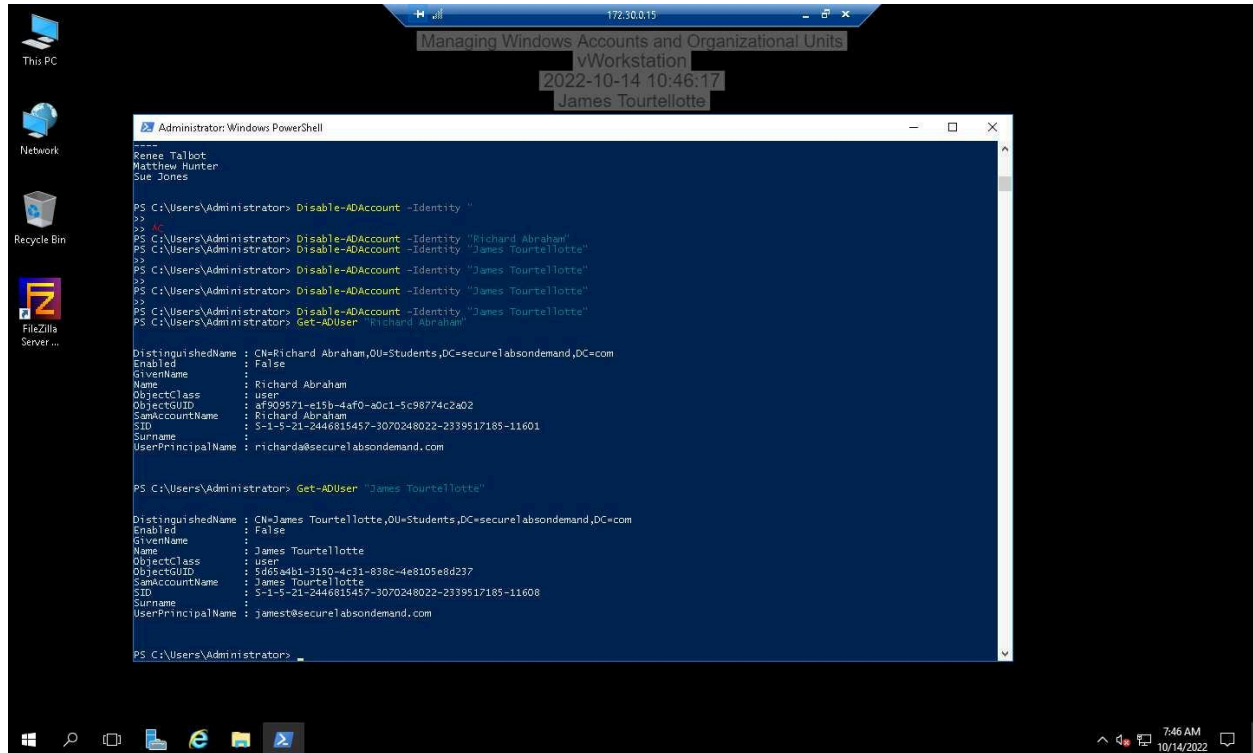 172.30.0.15
Managing Windows Accounts and Organizational Units
vWorkstation
2022-10-14 10:46:17
James Tourtellotte
This PC
Network
Recycle Bin
FileZilla
Server ...
Administrator: Windows PowerShell
----
Renee Talbot
Matthew Hunter
Sue Jones
PS C:\Users\Administrator> Disable-ADAccount -Identity "
>>
>> ^C
PS C:\Users\Administrator> Disable-ADAccount -Identity "Richard Abraham"
PS C:\Users\Administrator> Disable-ADAccount -Identity "James Tourtellotte"
>>
PS C:\Users\Administrator> Disable-ADAccount -Identity "James Tourtellotte"
>>
PS C:\Users\Administrator> Disable-ADAccount -Identity "James Tourtellotte"
>>
PS C:\Users\Administrator> Disable-ADAccount -Identity "James Tourtellotte"
PS C:\Users\Administrator> Get-ADUser "Richard Abraham"
DistinguishedName : CN=Richard Abraham,OU=Students,DC=securelabsondemand,DC=com
Enabled : False
GivenName :
Name : Richard Abraham
ObjectClass : user
ObjectGUID : af909571-e15b-4af0-a0c1-5c98774c2a02
SamAccountName : Richard Abraham
SID : S-1-5-21-2446815457-3070248022-2339517185-11601
Surname :
UserPrincipalName : richarda@securelabsondemand.com
PS C:\Users\Administrator> Get-ADUser "James Tourtellotte"
DistinguishedName : CN=James Tourtellotte,OU=Students,DC=securelabsondemand,DC=com
Enabled : False
GivenName :
Name : James Tourtellotte
ObjectClass : user
ObjectGUID : 5d65a4b1-3150-4c31-838c-4e8105e8d237
SamAccountName : James Tourtellotte
SID : S-1-5-21-2446815457-3070248022-2339517185-11608
Surname :
UserPrincipalName : jamest@securelabsondemand.com
PS C:\Users\Administrator> _
7:46 AM
10/14/2022